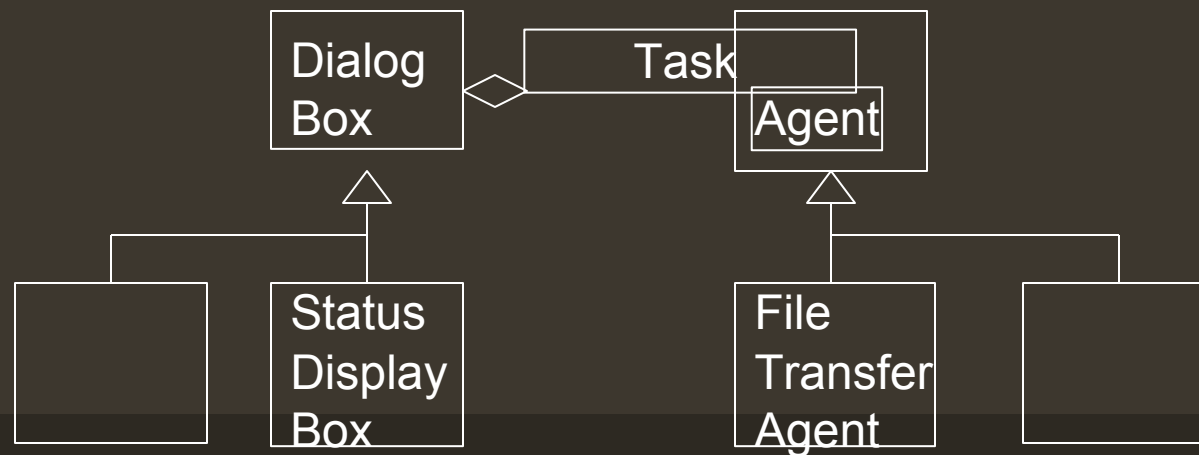 Dialog
Box
Task
Agent
Status
Display
Box
File
Transfer
Agent